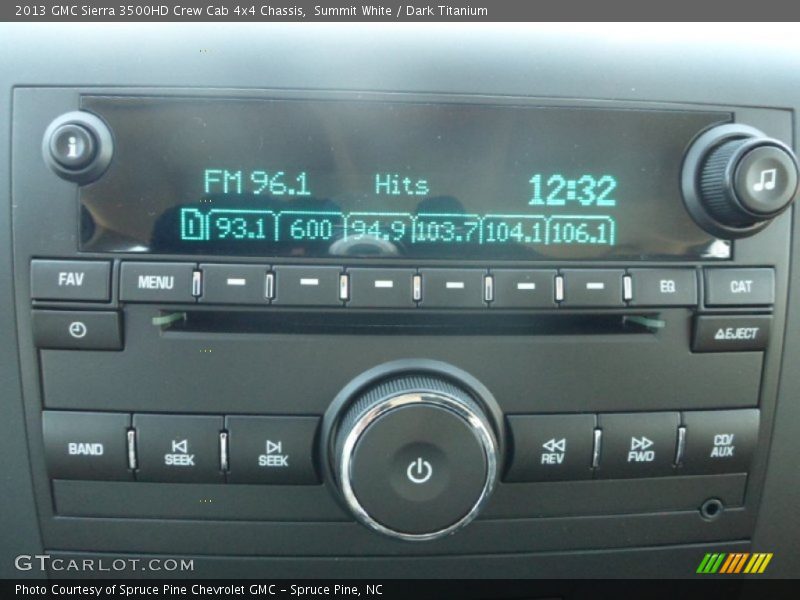 2013 GMC Sierra 3500HD Crew Cab 4x4 Chassis, Summit White / Dark Titanium
i
FM 96.1 Hits 12:32
1 93.1 600 94.9 103.7 104.1 106.1
FAV MENU EQ CAT
EJECT
BAND SEEK SEEK REV FWD CD/
AUX
GTCARLOT.COM
Photo Courtesy of Spruce Pine Chevrolet GMC – Spruce Pine, NC